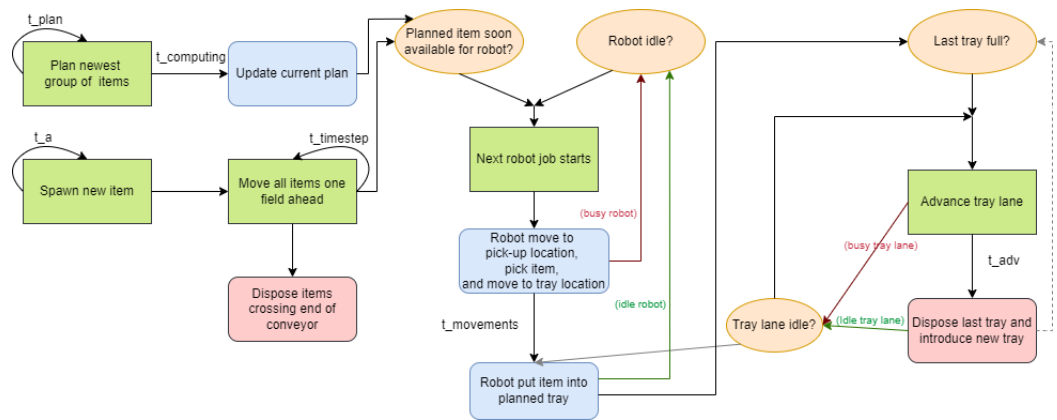 t_plan
Plan newest
group of items
t_computing
Update current plan
Planned item soon
available for robot?
Robot idle?
Last tray full?
t_a
Spawn new item
t_timestep
Move all items one
field ahead
Next robot job starts
Advance tray lane
(busy robot)
(busy tray lane)
Robot move to
pick-up location,
pick item,
and move to tray location
t_adv
Dispose items
crossing end of
conveyor
(idle robot)
t_movements
Tray lane idle?
(Idle tray lane)
Dispose last tray and
introduce new tray
Robot put item into
planned tray